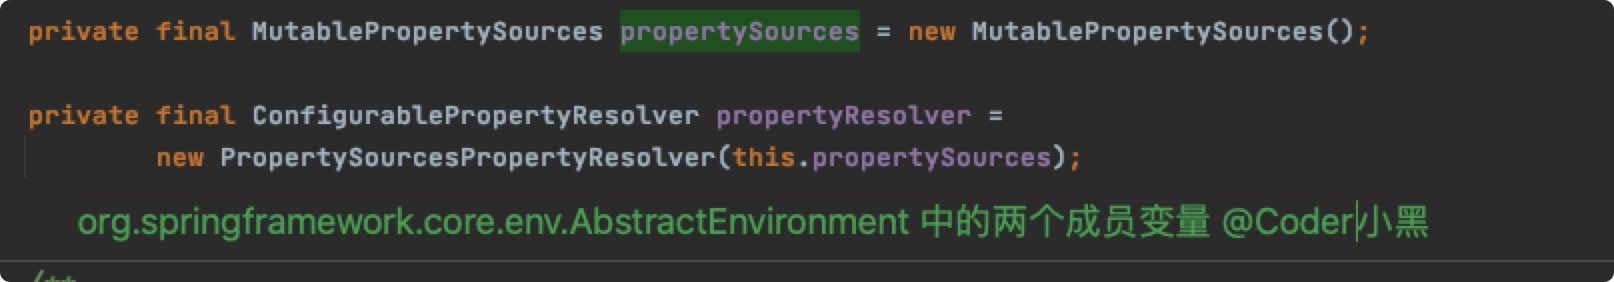 private final MutablePropertySources propertySources = new MutablePropertySources();
private final ConfigurablePropertyResolver propertyResolver =
new PropertySourcesPropertyResolver(this.propertySources);
org.springframework.core.env.AbstractEnvironment 中的两个成员变量 @Coder小黑
/**